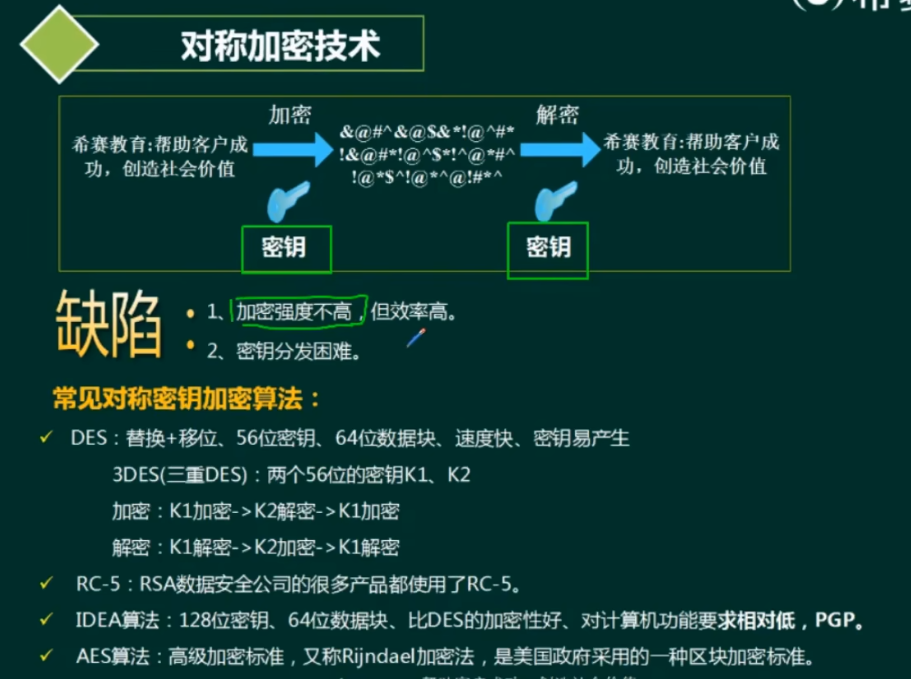 对称加密技术
加密
解密
希赛教育:帮助客户成
功，创造社会价值
&@#^&@$&*!@^#*
!&@#*!@^$*!^@*#^
!@*$^!@*^@!#*^
希赛教育:帮助客户成
功，创造社会价值
密钥
密钥
缺陷：
1、加密强度不高，但效率高。
2、密钥分发困难。
常见对称密钥加密算法：
DES：替换+移位、56位密钥、64位数据块、速度快、密钥易产生
3DES(三重DES)：两个56位的密钥K1、K2
加密：K1加密->K2解密->K1加密
解密：K1解密->K2加密->K1解密
RC-5：RSA数据安全公司的很多产品都使用了RC-5。
IDEA算法：128位密钥、64位数据块、比DES的加密性好、对计算机功能要求相对低，PGP。
AES算法：高级加密标准，又称Rijndael加密法，是美国政府采用的一种区块加密标准。